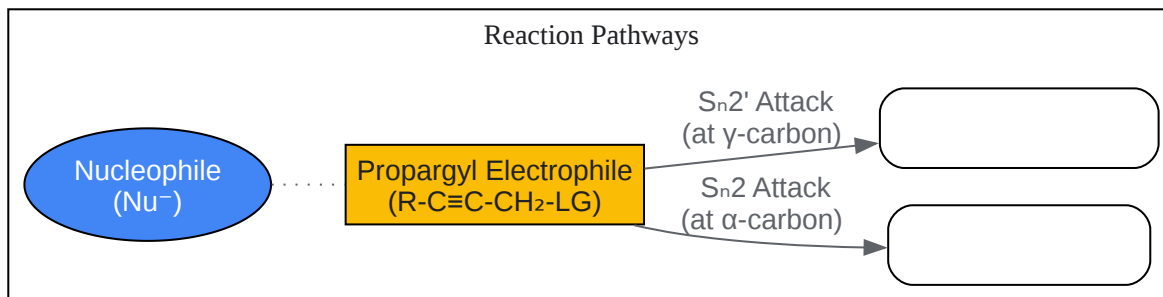 Reaction Pathways
Nucleophile
(Nu⁻)
Propargyl Electrophile
(R-C≡C-CH₂-LG)
Sₙ2' Attack
(at γ-carbon)
Sₙ2 Attack
(at α-carbon)